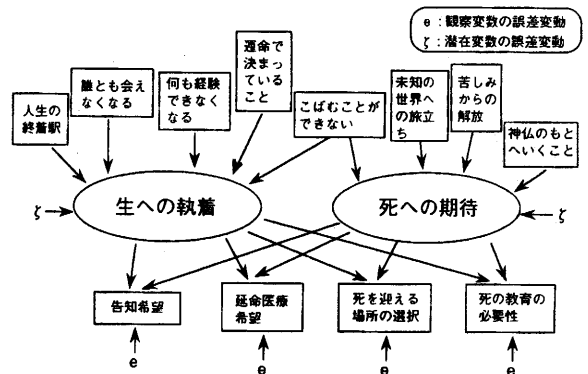 e：観察変数の誤差変動
ζ：潜在変数の誤差変動
人生の
終着駅
誰とも会え
なくなる
何も経験
できなく
なる
運命で
決まっ
ている
こと
こばむことが
できない
未知の
世界へ
の旅立
ち
苦しみ
からの
解放
神仏のもと
へいくこと
ζ
生への執着
死への期待
ζ
告知希望
延命医療
希望
死を迎える
場所の選択
死の教育の
必要性
e
e
e
e